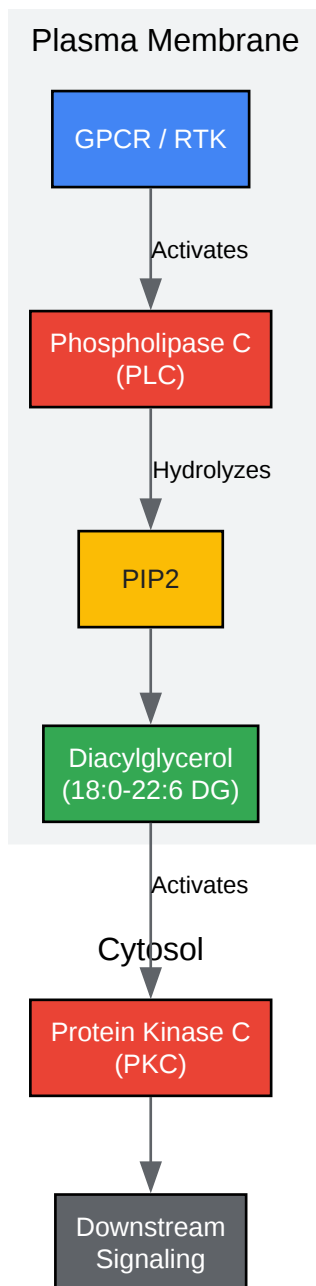 Plasma Membrane
GPCR / RTK
Activates
Phospholipase C
(PLC)
Hydrolyzes
PIP2
Diacylglycerol
(18:0-22:6 DG)
Activates
Cytosol
Protein Kinase C
(PKC)
Downstream
Signaling